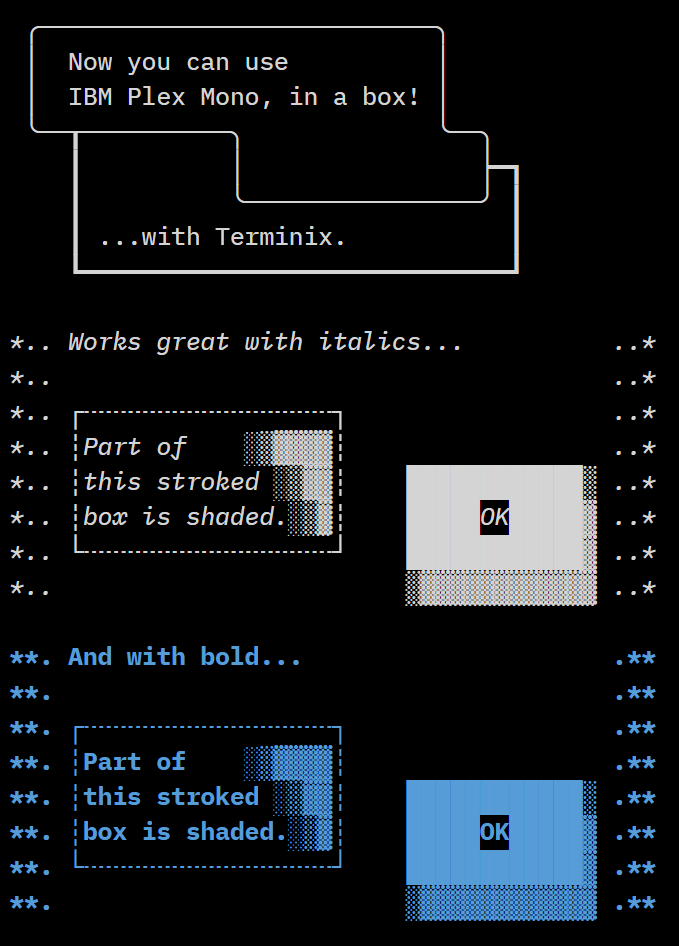 Now you can use
IBM Plex Mono, in a box!
...with Terminix.
*.. Works great with italics... ..*
*.. ..*
*.. ..*
*.. Part of ..*
*.. this stroked ..*
*.. box is shaded. OK ..*
*.. ..*
*.. ..*
**. And with bold... .**
**. .**
**. .**
**. Part of .**
**. this stroked .**
**. box is shaded. OK .**
**. .**
**. .**